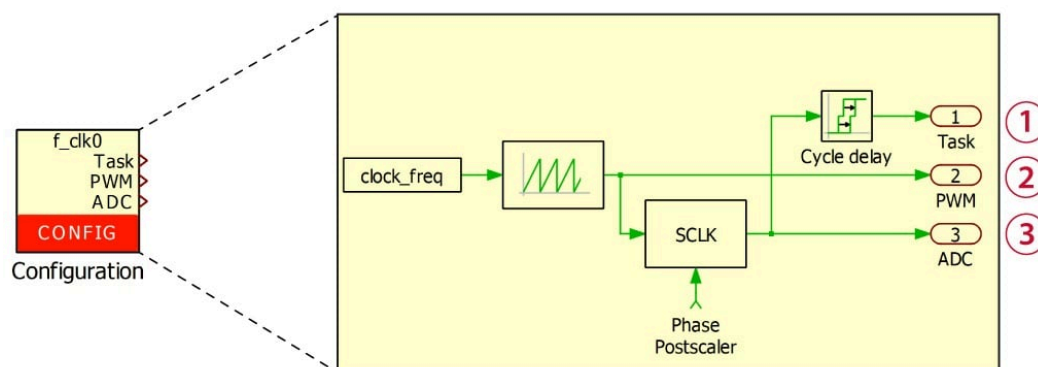 f_clk0
Task
PWM
ADC
CONFIG
Configuration
clock_freq
SCLK
Phase
Postscaler
Cycle delay
1
Task
2
PWM
3
ADC
1
2
3